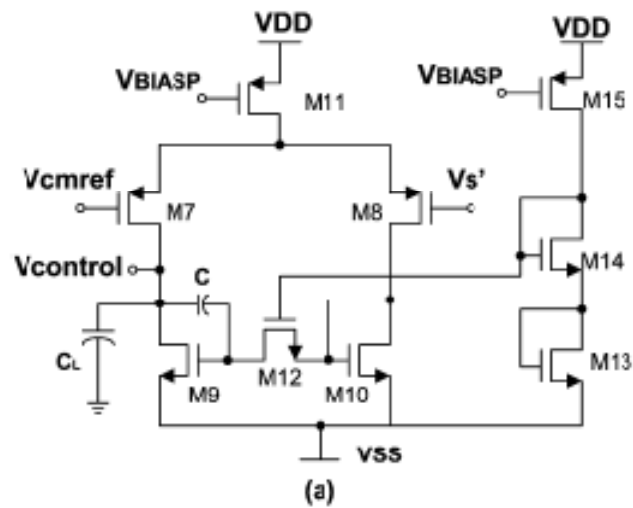 VDD
VDD
VBIASP
M11
VBIASP
M15
Vcmref
M7
M8
Vs'
Vcontrol
C
M14
CL
M9
M12
M10
M13
VSS
(a)